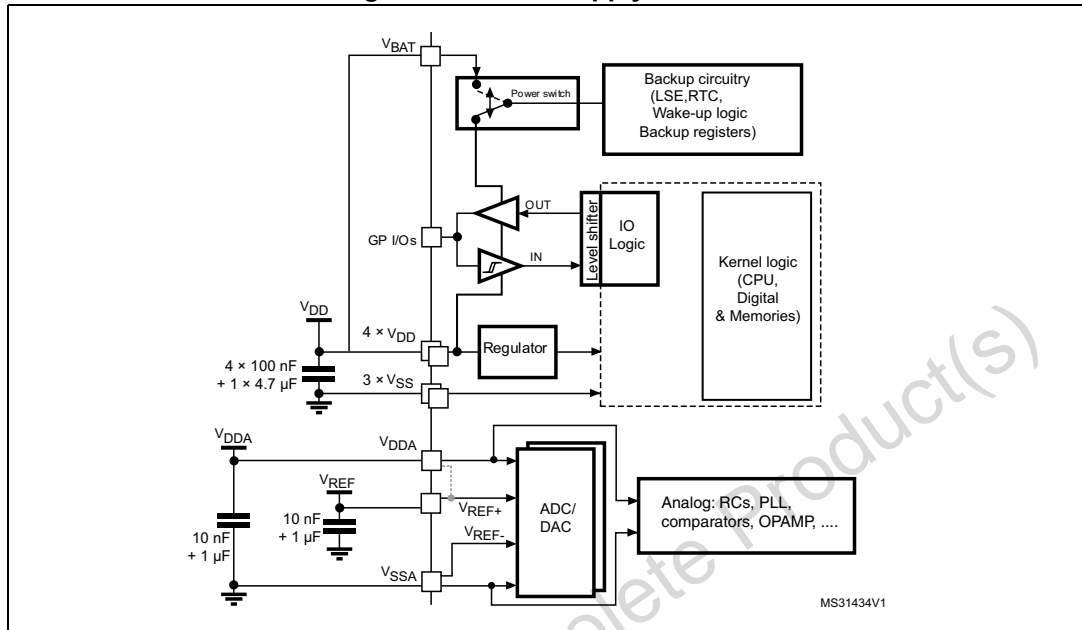 V_BAT
Power switch
Backup circuitry
(LSE,RTC,
Wake-up logic
Backup registers)
OUT
GP I/Os
IN
Level shifter
IO
Logic
Kernel logic
(CPU,
Digital
& Memories)
V_DD
4 × V_DD
Regulator
4 × 100 nF
+ 1 × 4.7 µF
3 × V_SS
V_DDA
V_DDA
V_REF
10 nF
+ 1 µF
V_REF+
ADC/
DAC
Analog: RCs, PLL,
comparators, OPAMP, ....
10 nF
+ 1 µF
V_REF-
V_SSA
MS31434V1